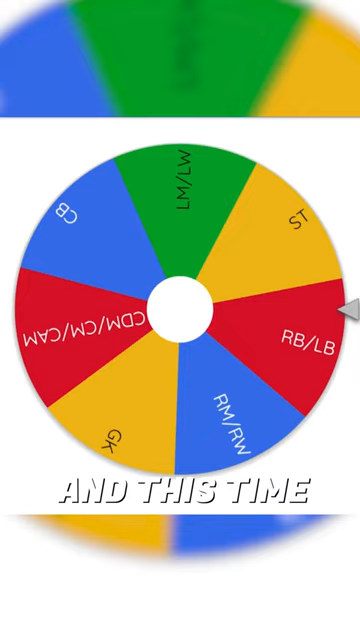 LM/LW
ST
CB
CDM/CM/CAM
RB/LB
RM/RW
GK
AND THIS TIME